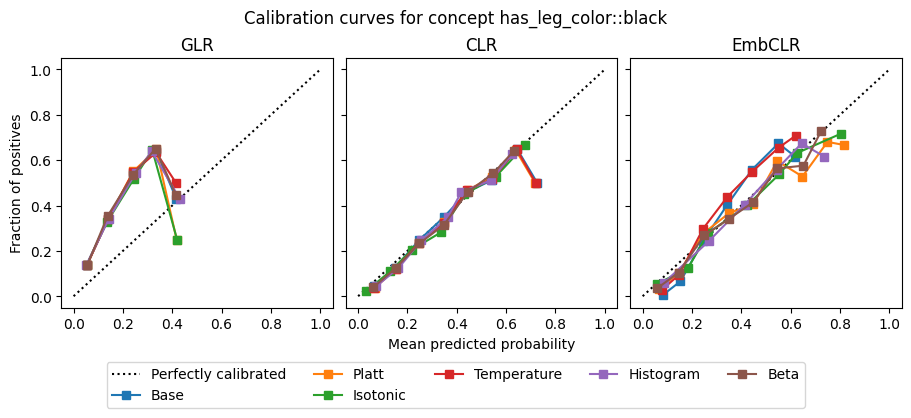 Calibration curves for concept has_leg_color::black
GLR
CLR
EmbCLR
Fraction of positives
1.0
0.8
0.6
0.4
0.2
0.0
0.0 0.2 0.4 0.6 0.8 1.0
0.0 0.2 0.4 0.6 0.8 1.0
0.0 0.2 0.4 0.6 0.8 1.0
Mean predicted probability
Perfectly calibrated Platt Temperature Histogram Beta
Base Isotonic